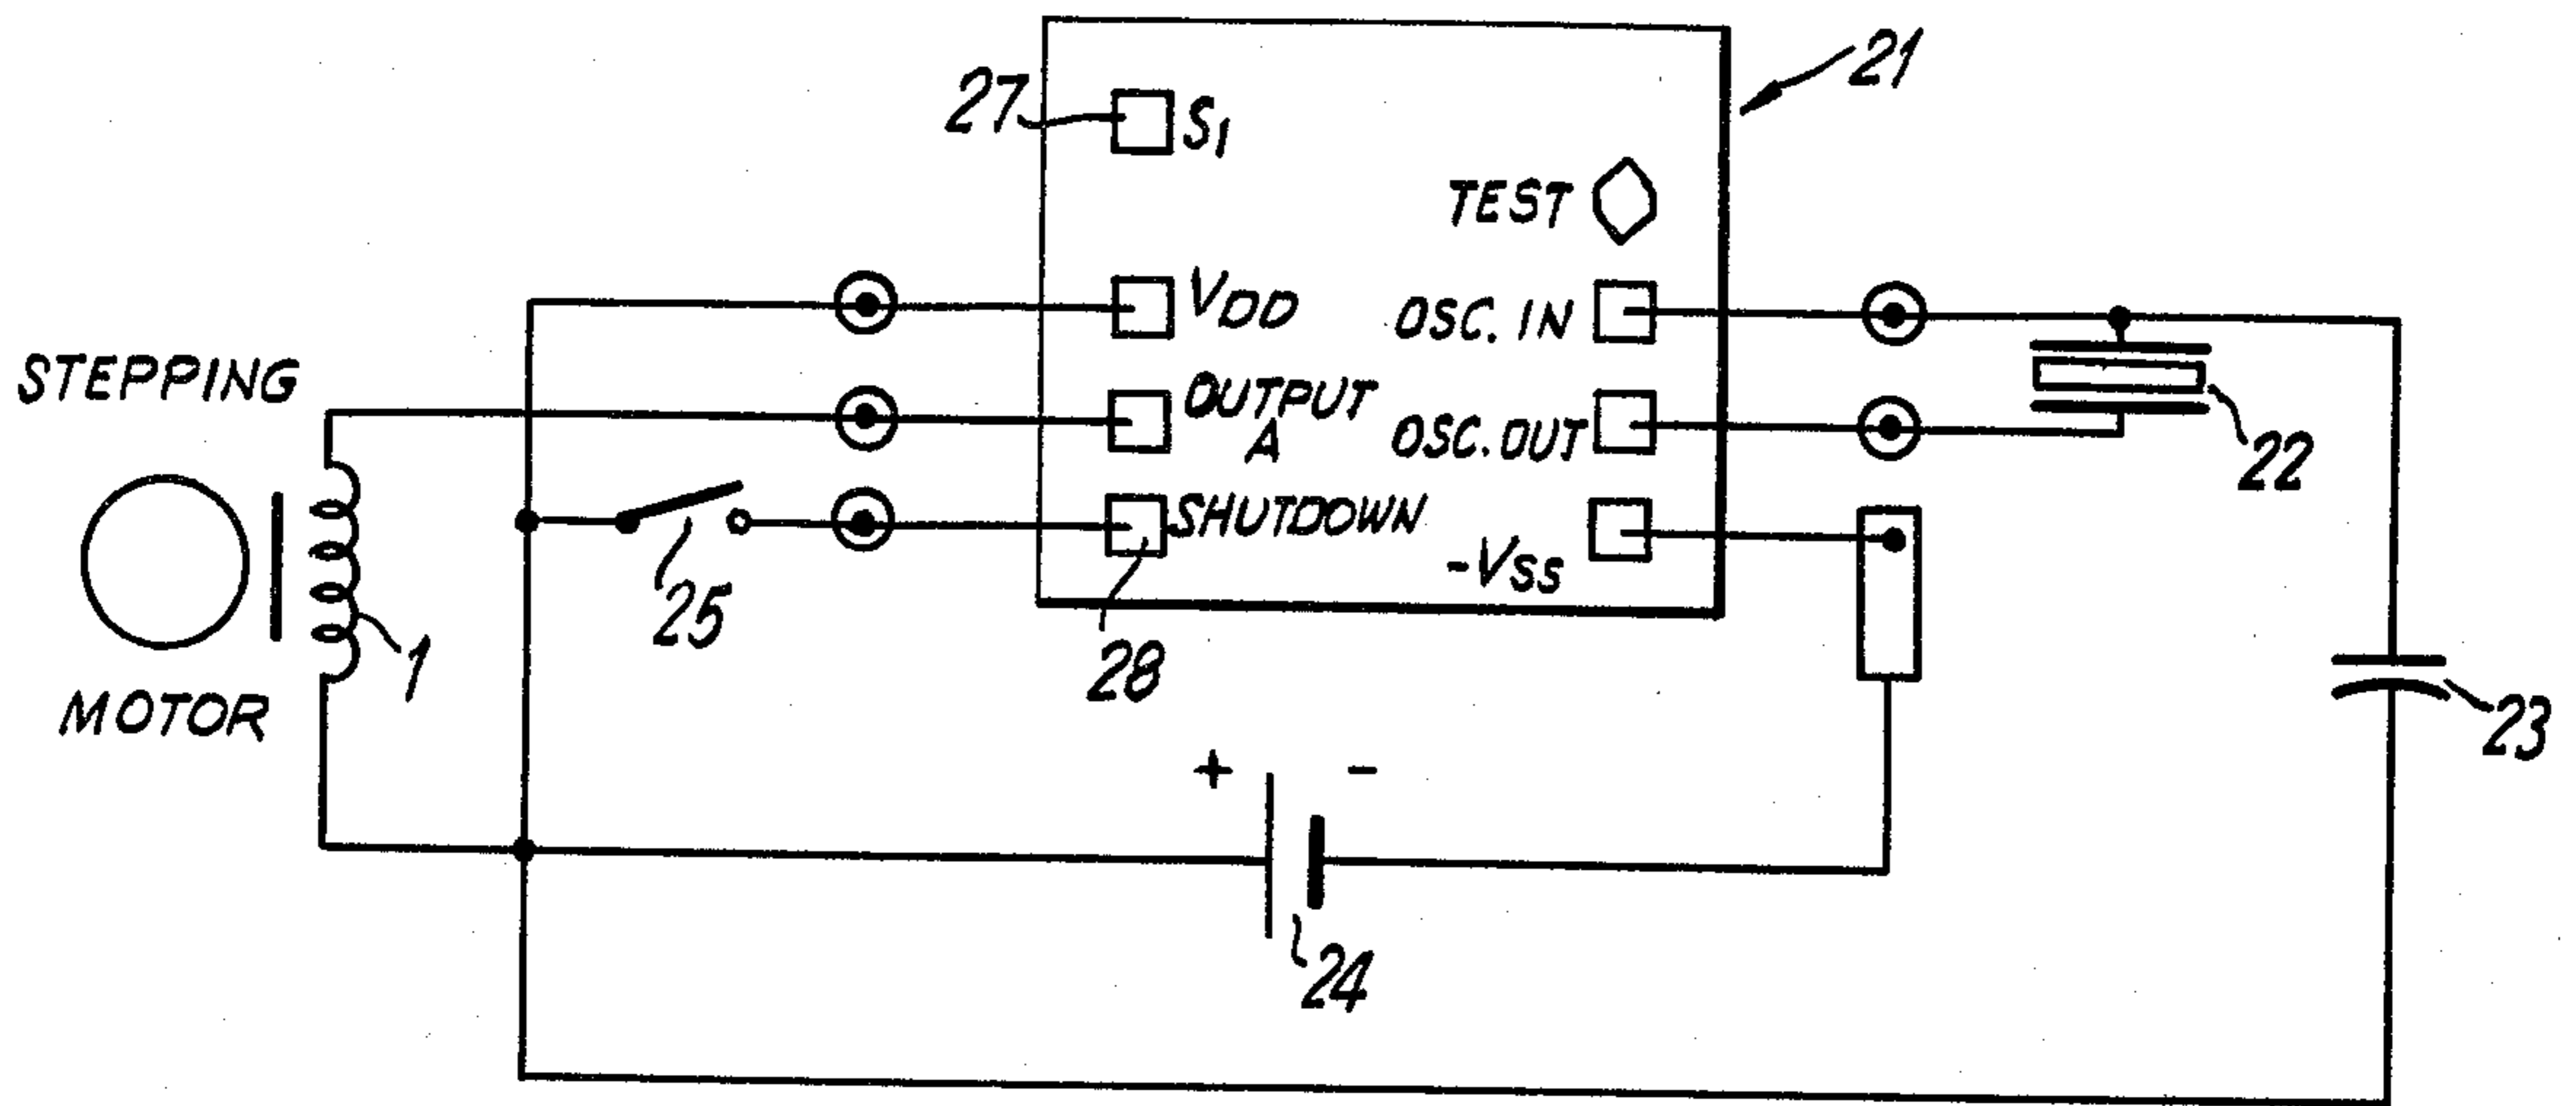 21
27
S1
TEST
VDD
OSC. IN
STEPPING
OUTPUT
A
OSC. OUT
22
SHUTDOWN
-VSS
25
1
28
MOTOR
23
+ -
24